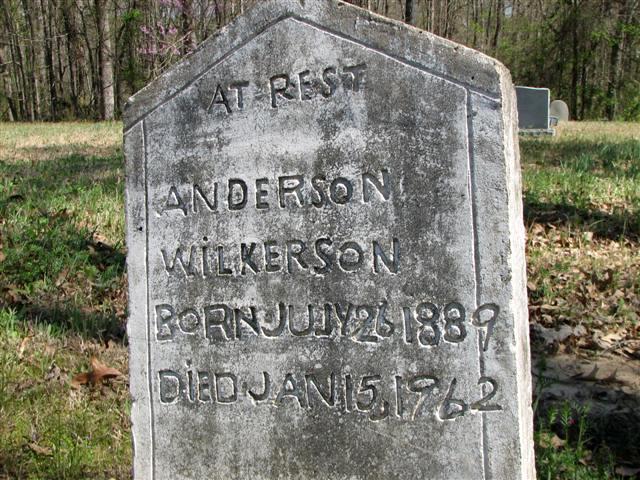 AT REST
ANDERSON
WiLKERSON
BORN JULY 26 1889
DIED JAN 15, 1962